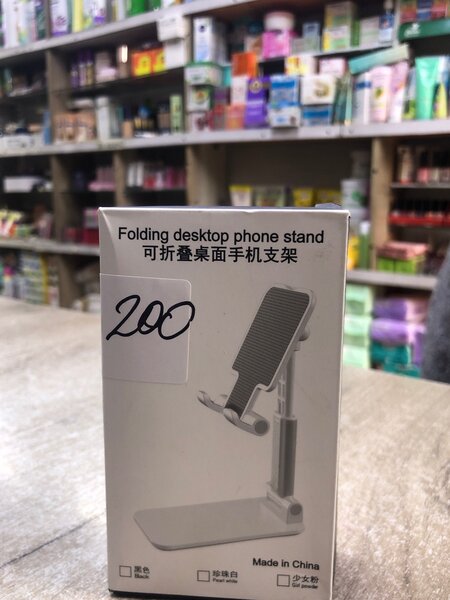 Folding desktop phone stand
可折叠桌面手机支架
200
Made in China
黑色
Black
珍珠白
Pearl white
少女粉
Girl powder